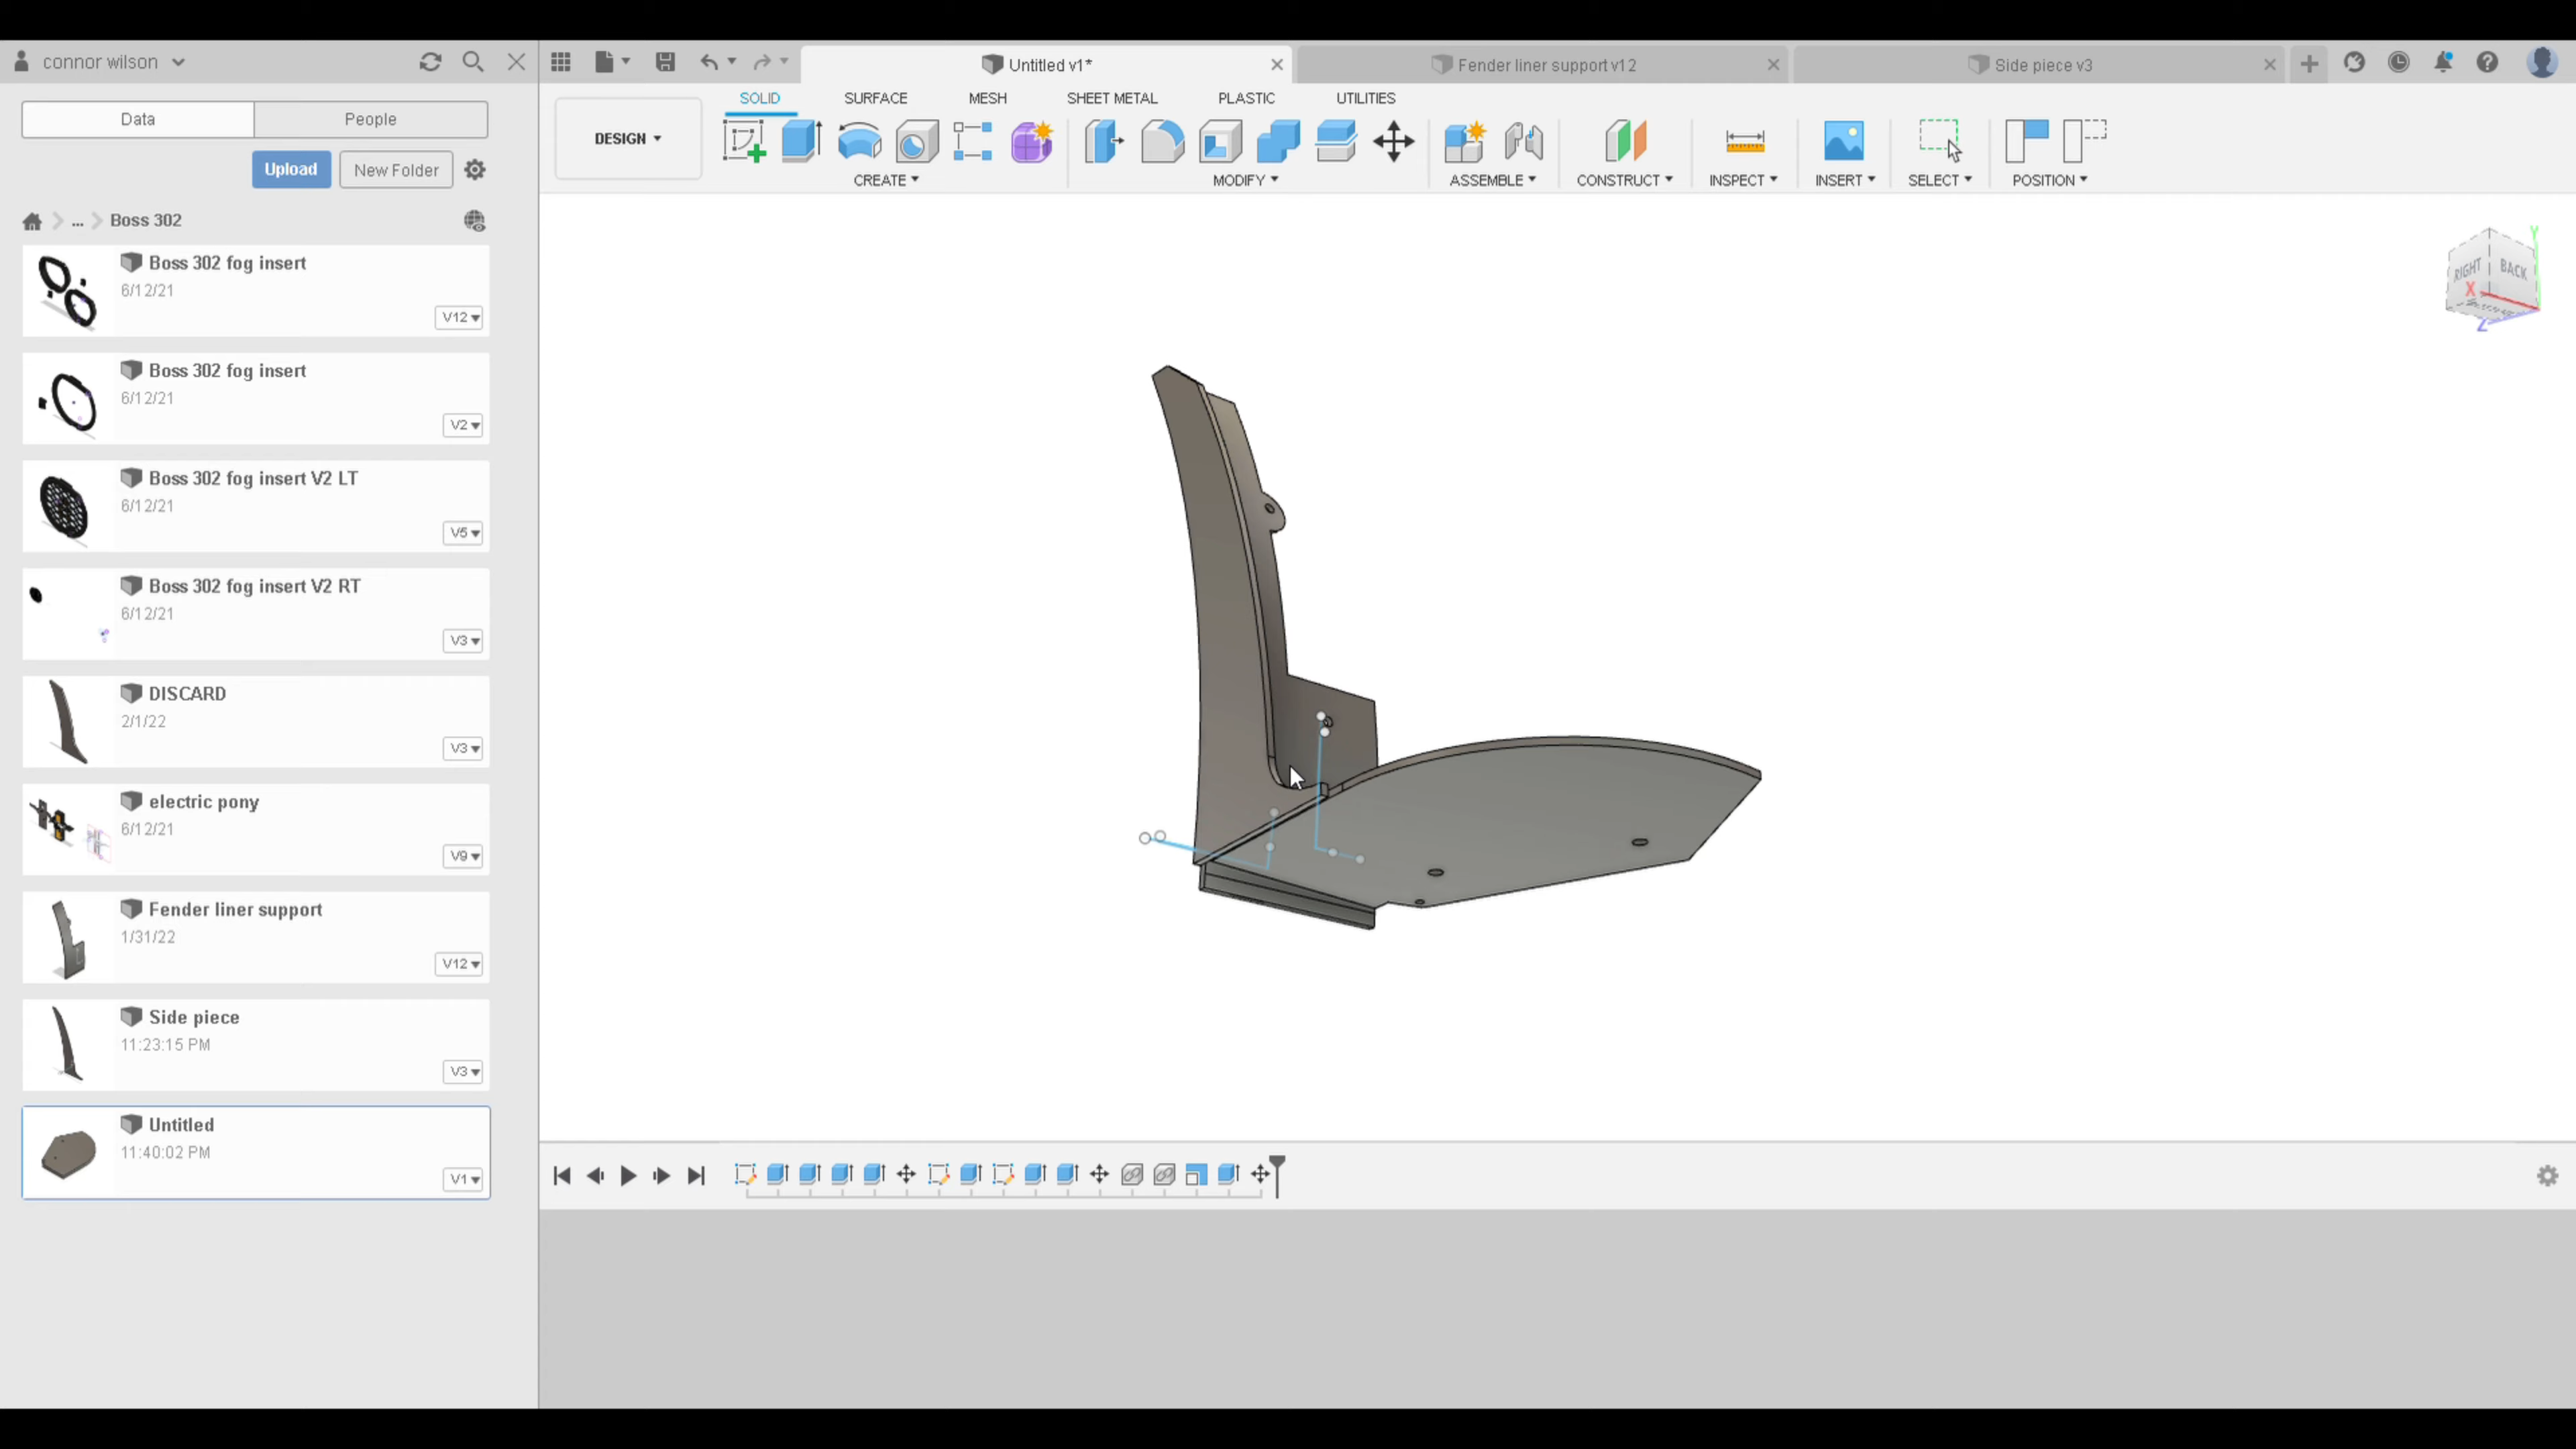 connor wilson
Untitled v1*
Fender liner support v12
Side piece v3
Data
People
SOLID
SURFACE
MESH
SHEET METAL
PLASTIC
UTILITIES
DESIGN
Upload
New Folder
CREATE
MODIFY
ASSEMBLE
CONSTRUCT
INSPECT
INSERT
SELECT
POSITION
... Boss 302
Boss 302 fog insert
6/12/21
V12
Boss 302 fog insert
6/12/21
V2
Boss 302 fog insert V2 LT
6/12/21
V5
Boss 302 fog insert V2 RT
6/12/21
V3
DISCARD
2/1/22
V3
electric pony
6/12/21
V9
Fender liner support
1/31/22
V12
Side piece
11:23:15 PM
V3
Untitled
11:40:02 PM
V1
Y
RIGHT
BACK
X
Z